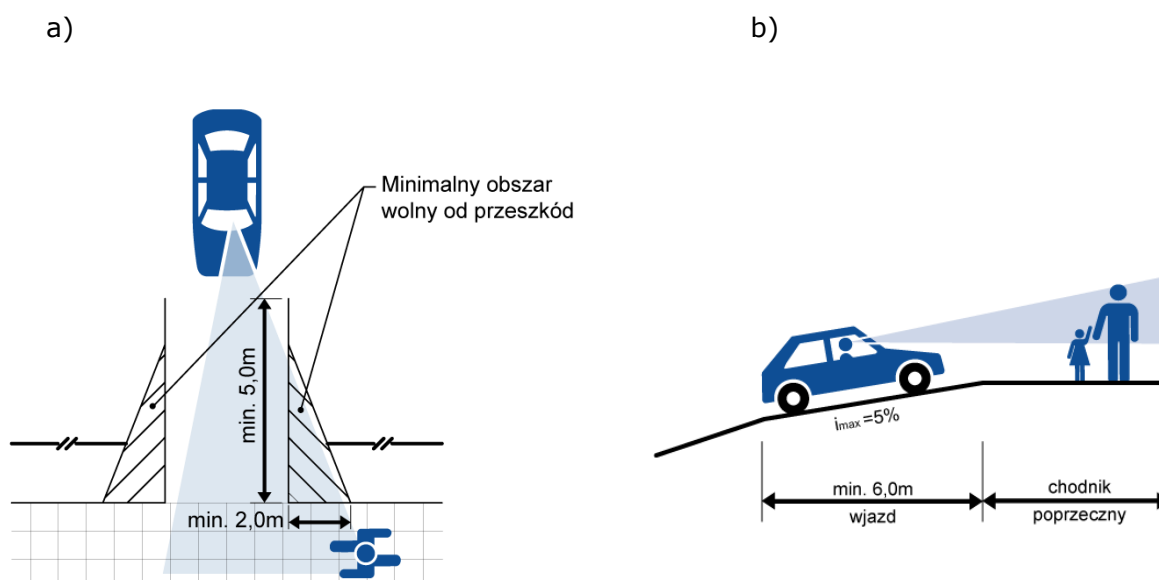 a)
b)
Minimalny obszar
wolny od przeszkód
min. 5,0m
min. 2,0m
imax =5%
min. 6,0m
wjazd
chodnik
poprzeczny